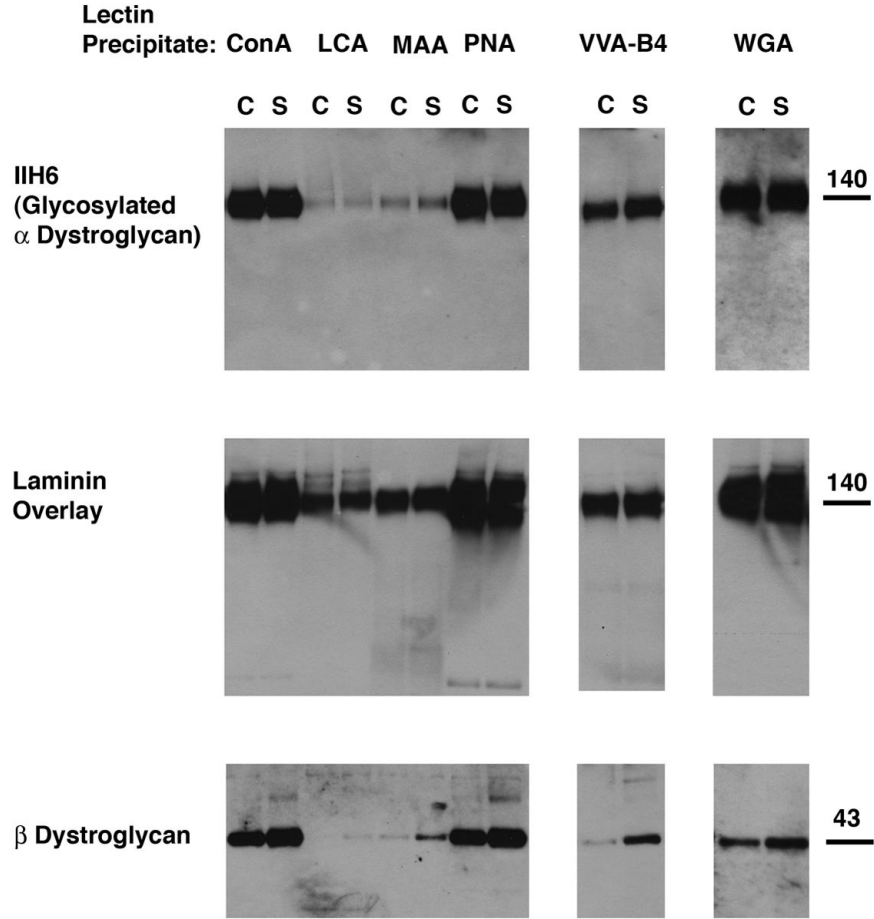 Lectin
Precipitate: ConA LCA MAA PNA VVA-B4 WGA
C S C S C S C S C S C S
IIH6
(Glycosylated
α Dystroglycan)
140
Laminin
Overlay
140
β Dystroglycan
43